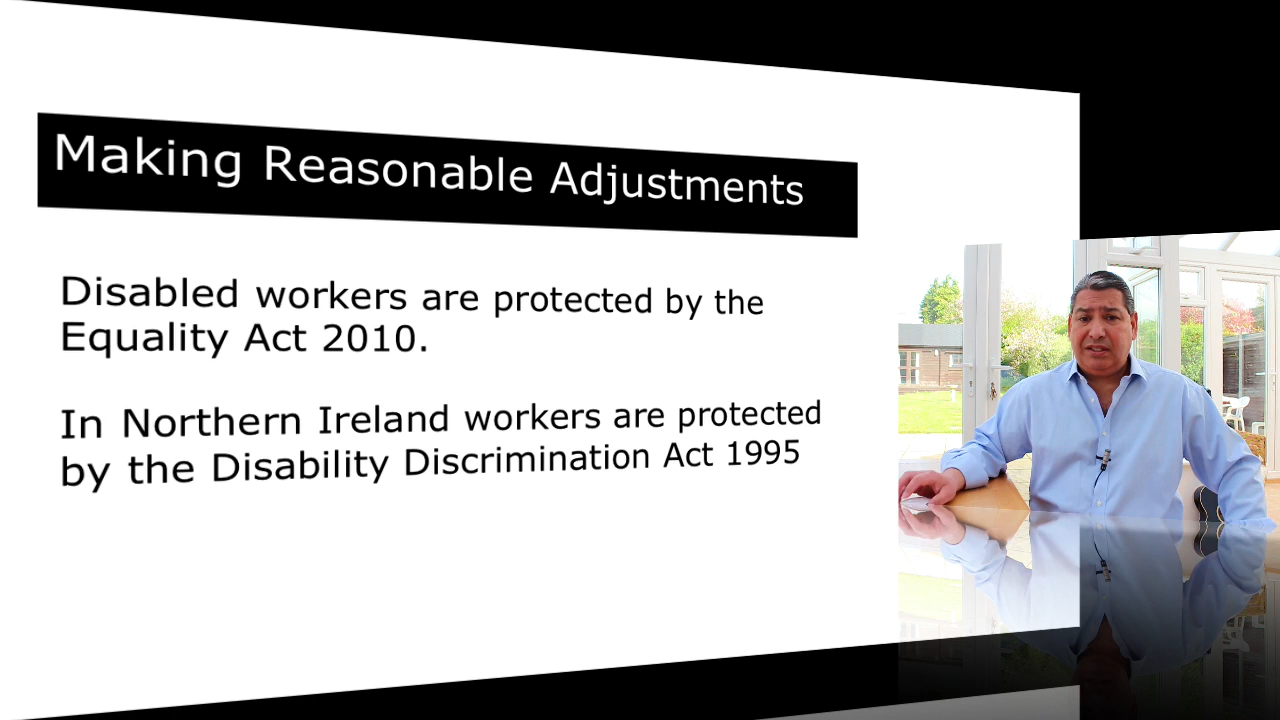 Making Reasonable Adjustments
Disabled workers are protected by the
Equality Act 2010.
In Northern Ireland workers are protected
by the Disability Discrimination Act 1995